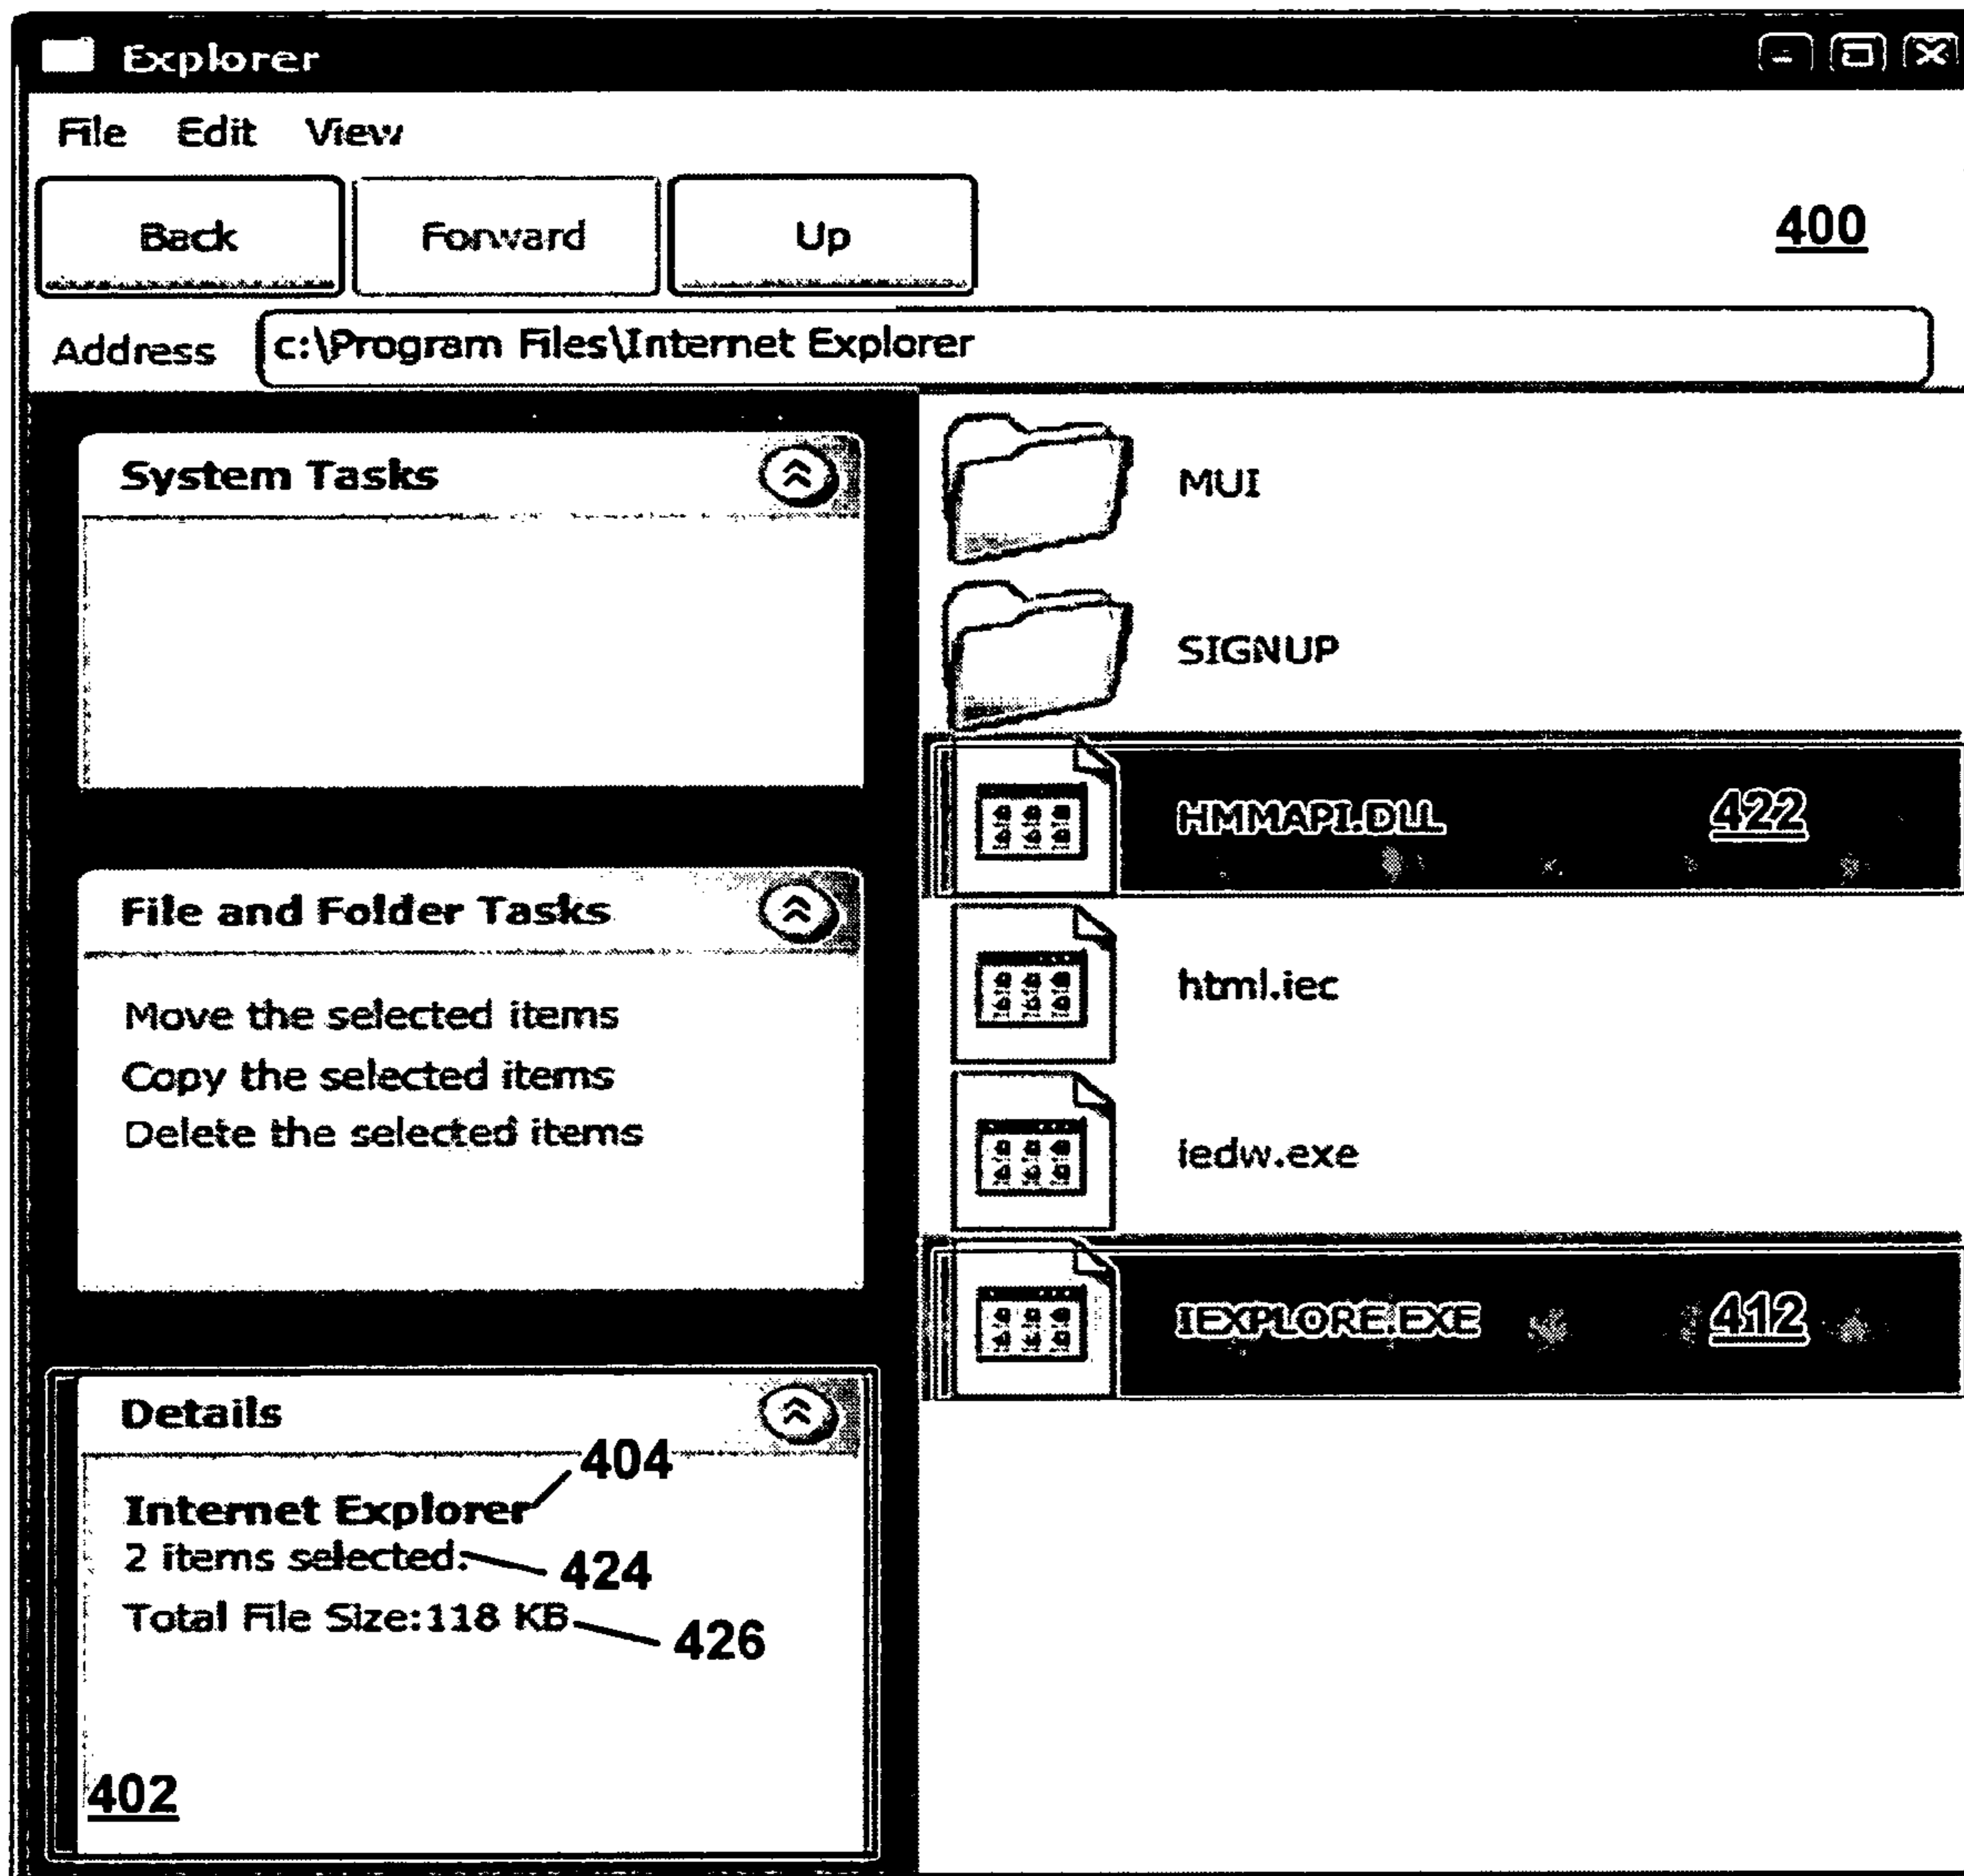 Explorer
File Edit View
Back Forward Up
400
Address c:\Program Files\Internet Explorer
System Tasks
File and Folder Tasks
Move the selected items
Copy the selected items
Delete the selected items
Details
404
Internet Explorer
2 items selected.
424
Total File Size:118 KB
426
402
MUI
SIGNUP
HMMAPI.DLL 422
html.iec
iedw.exe
IEXPLORE.EXE 412